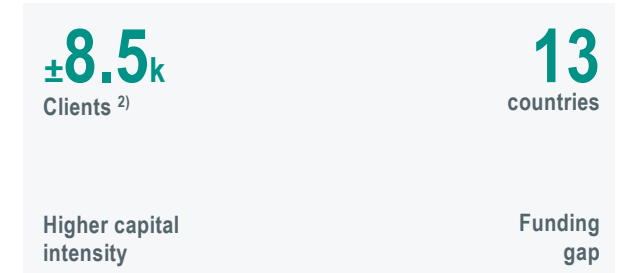 ±8.5k
Clients 2)
13
countries
Higher capital
intensity
Funding
gap